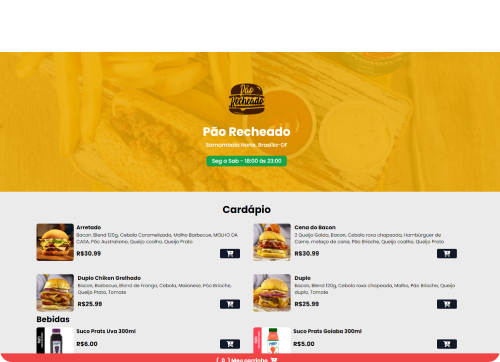 Pão
Recheado
Pão Recheado
Sernambaia Norte, Brasília-DF
Seg a Sab - 18:00 às 23:00
Cardápio
Arretado
Bacon, Blend 120g, Cebola Caramelizada, Molho Barbecue, MOLHO DA
CASA, Pão Australiano, Queijo coalho, Queijo Prato
R$30.99
Cena do Bacon
2 Queijo Goida, Bacon, Cebola roxa chapeada, Hambúrguer de
Carne, melaço de cana, Pão Brioche, Queijo coalho, Queijo Prato
R$30.99
Duplo Chiken Grelhado
Bacon, Barbecue, Blend de Frango, Cebola, Maionese, Pão Brioche,
Queijo Prato, Tomate
R$25.99
Duplo
Bacon, Blend 120g, Cebola roxa chapeada, Molho, Pão Brioche, Queijo
duplo, Tomate
R$25.99
Bebidas
Suco Prats Uva 300ml
R$6.00
Suco Prats Goiaba 300ml
R$5.00
( 0 ) Meu carrinho